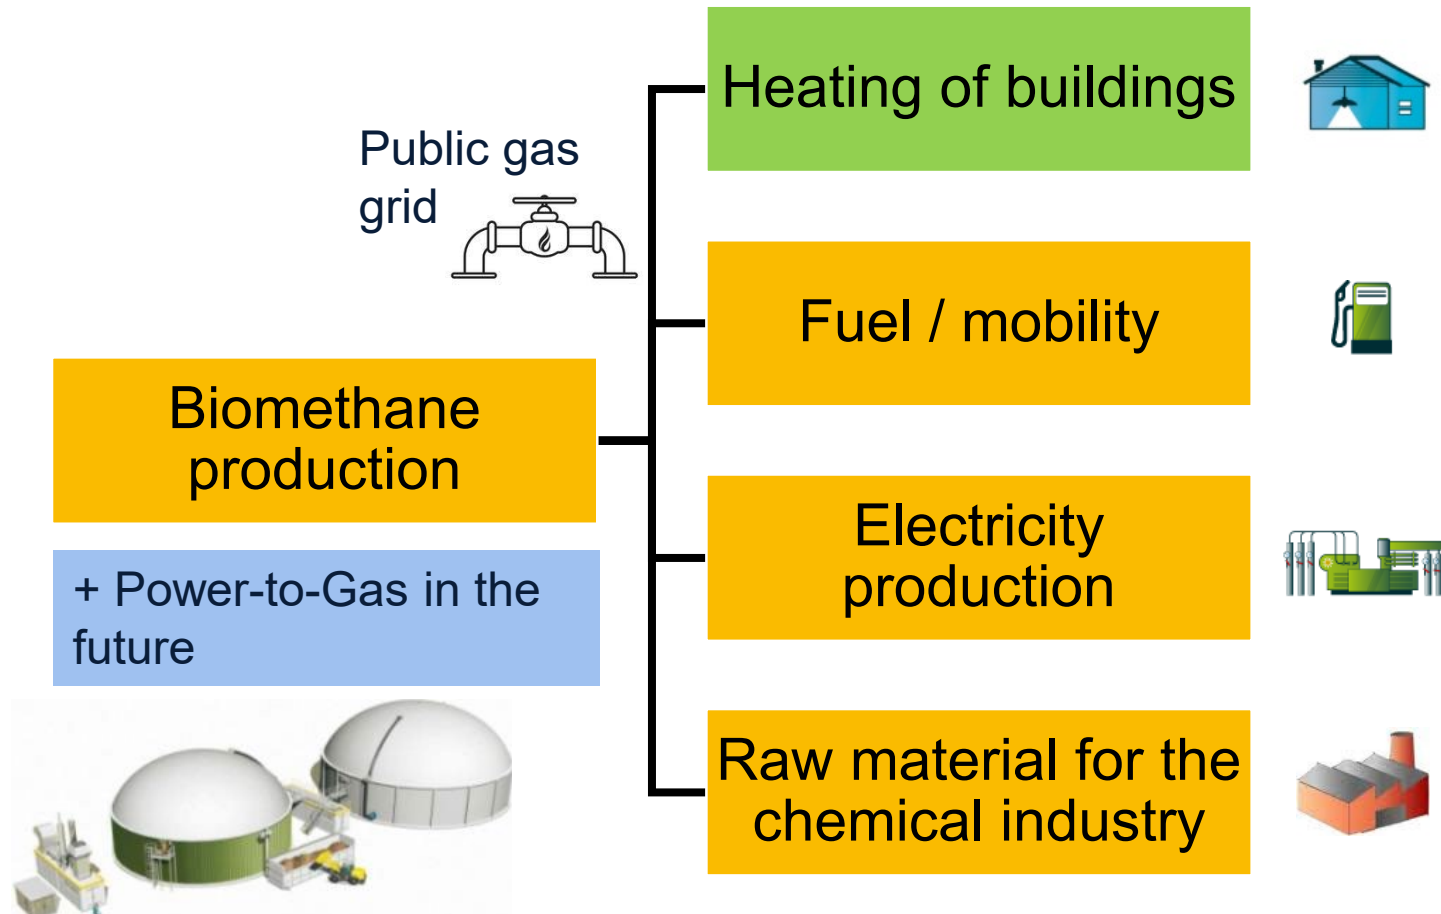 Heating of buildings
Public gas
grid
Fuel / mobility
Biomethane
production
Electricity
production
+ Power-to-Gas in the
future
Raw material for the
chemical industry